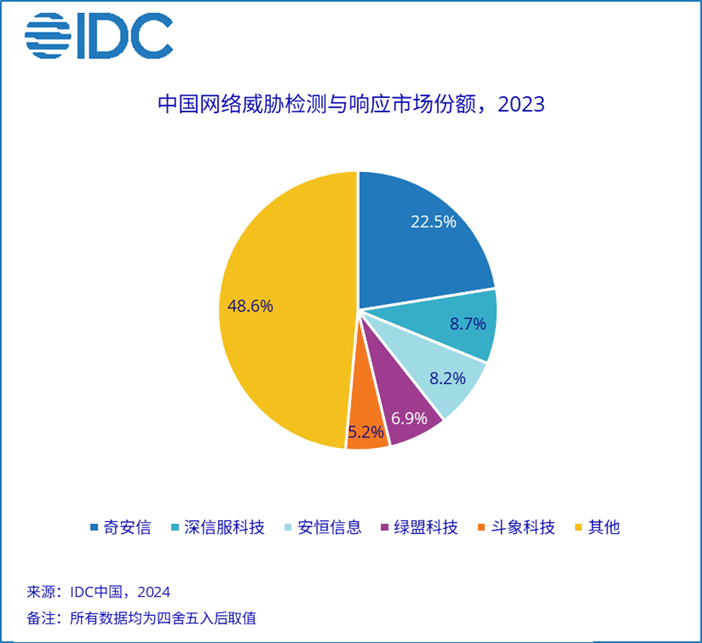 IDC
中国网络威胁检测与响应市场份额，2023
22.5%
48.6%
8.7%
8.2%
6.9%
5.2%
奇安信 深信服科技 安恒信息 绿盟科技 斗象科技 其他
来源：IDC中国，2024
备注：所有数据均为四舍五入后取值